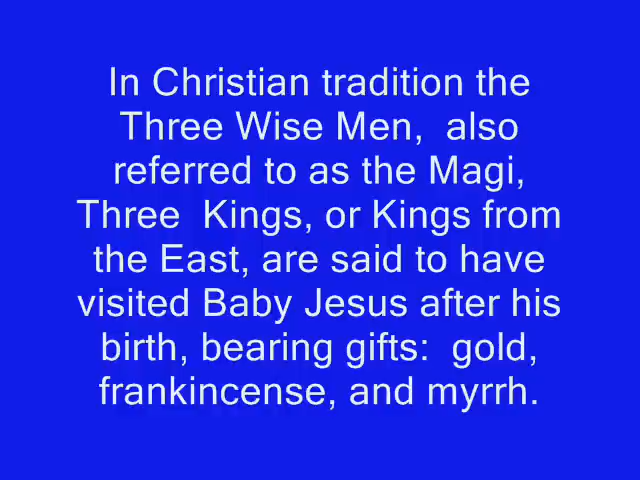 In Christian tradition the
Three Wise Men,  also
referred to as the Magi,
Three  Kings, or Kings from
the East, are said to have
visited Baby Jesus after his
birth, bearing gifts:  gold,
frankincense, and myrrh.